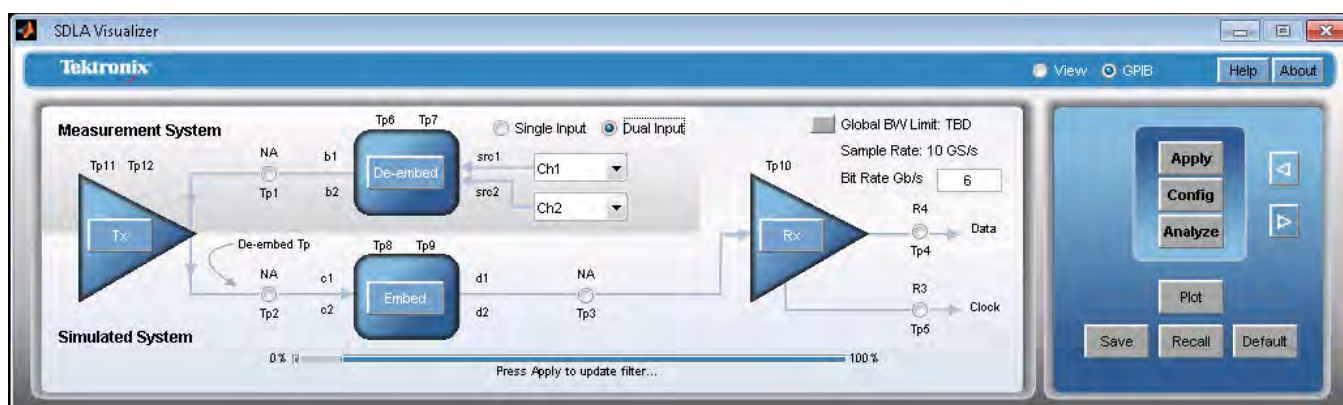 SDLA Visualizer
Tektronix
View GPIB Help About
Measurement System
Tp11 Tp12
NA
Tp1
b1
b2
Tp6 Tp7
De-embed
Single Input Dual Input
src1 Ch1
src2 Ch2
Global BW Limit: TBD
Sample Rate: 10 GS/s
Bit Rate Gb/s 6
Tp10
Tx
Rx
R4
Data
Tp4
De-embed Tp
NA
Tp2
c1
c2
Tp8 Tp9
Embed
d1
d2
NA
Tp3
R3
Clock
Tp5
Simulated System
0% 100%
Press Apply to update filter...
Apply
Config
Analyze
Plot
Save Recall Default